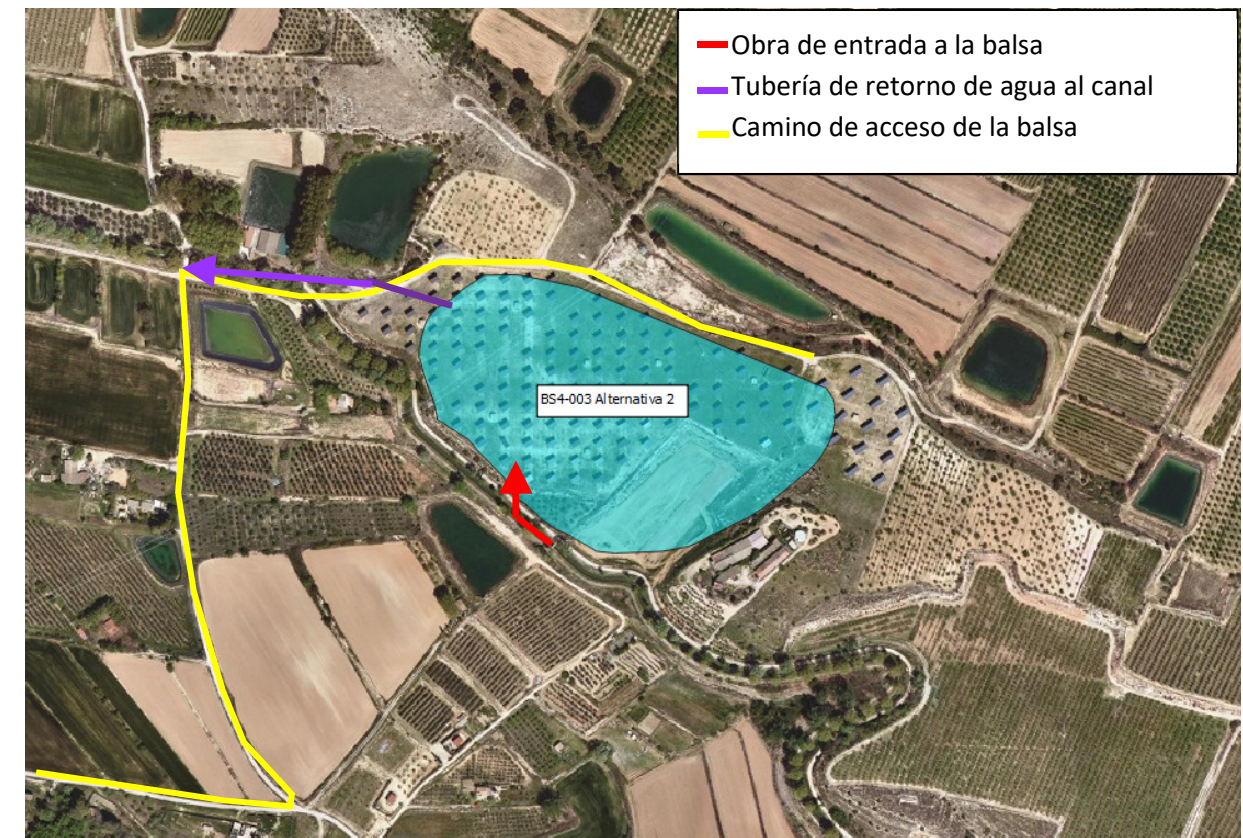 Obra de entrada a la balsa
Tubería de retorno de agua al canal
Camino de acceso de la balsa
BS4-003 Alternativa 2